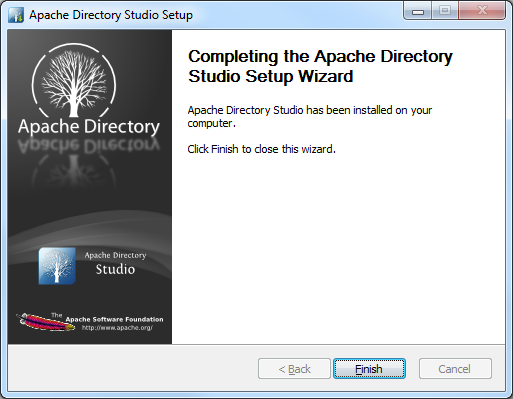 Apache Directory Studio Setup
Apache Directory
Apache Directory
Studio
The
Apache Software Foundation
http://www.apache.org/
Completing the Apache Directory
Studio Setup Wizard
Apache Directory Studio has been installed on your
computer.
Click Finish to close this wizard.
< Back
Finish
Cancel